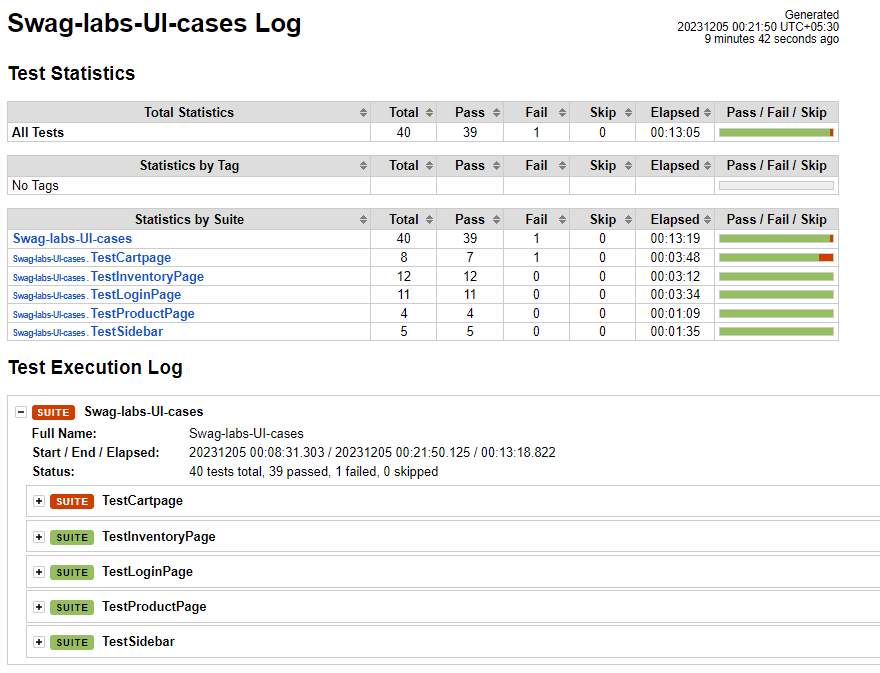 Swag-labs-UI-cases Log
Generated
20231205 00:21:50 UTC+05:30
9 minutes 42 seconds ago
Test Statistics
Total Statistics Total Pass Fail Skip Elapsed Pass / Fail / Skip
All Tests 40 39 1 0 00:13:05
Statistics by Tag Total Pass Fail Skip Elapsed Pass / Fail / Skip
No Tags
Statistics by Suite Total Pass Fail Skip Elapsed Pass / Fail / Skip
Swag-labs-UI-cases 40 39 1 0 00:13:19
Swag-labs-UI-cases . TestCartpage 8 7 1 0 00:03:48
Swag-labs-UI-cases . TestInventoryPage 12 12 0 0 00:03:12
Swag-labs-UI-cases . TestLoginPage 11 11 0 0 00:03:34
Swag-labs-UI-cases . TestProductPage 4 4 0 0 00:01:09
Swag-labs-UI-cases . TestSidebar 5 5 0 0 00:01:35
Test Execution Log
SUITE Swag-labs-UI-cases
Full Name: Swag-labs-UI-cases
Start / End / Elapsed: 20231205 00:08:31.303 / 20231205 00:21:50.125 / 00:13:18.822
Status: 40 tests total, 39 passed, 1 failed, 0 skipped
SUITE TestCartpage
SUITE TestInventoryPage
SUITE TestLoginPage
SUITE TestProductPage
SUITE TestSidebar